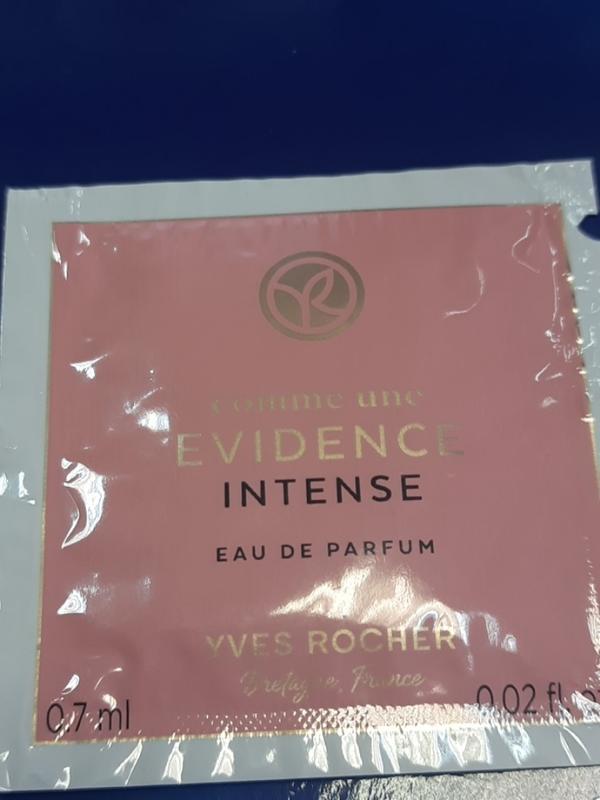 comme une
EVIDENCE
INTENSE
EAU DE PARFUM
YVES ROCHER
Bretagne, France
0.7 ml
0.02 fl.